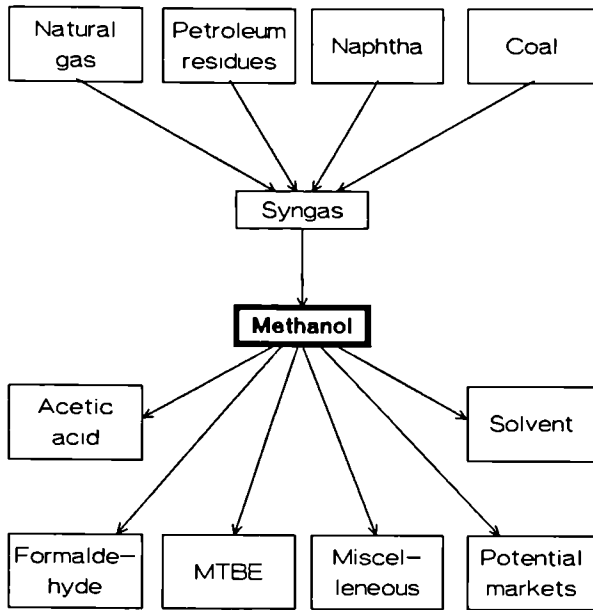 Natural
gas
Petroleum
residues
Naphtha
Coal
Syngas
Methanol
Acetic
acid
Solvent
Formalde-
hyde
MTBE
Miscel-
leneous
Potential
markets